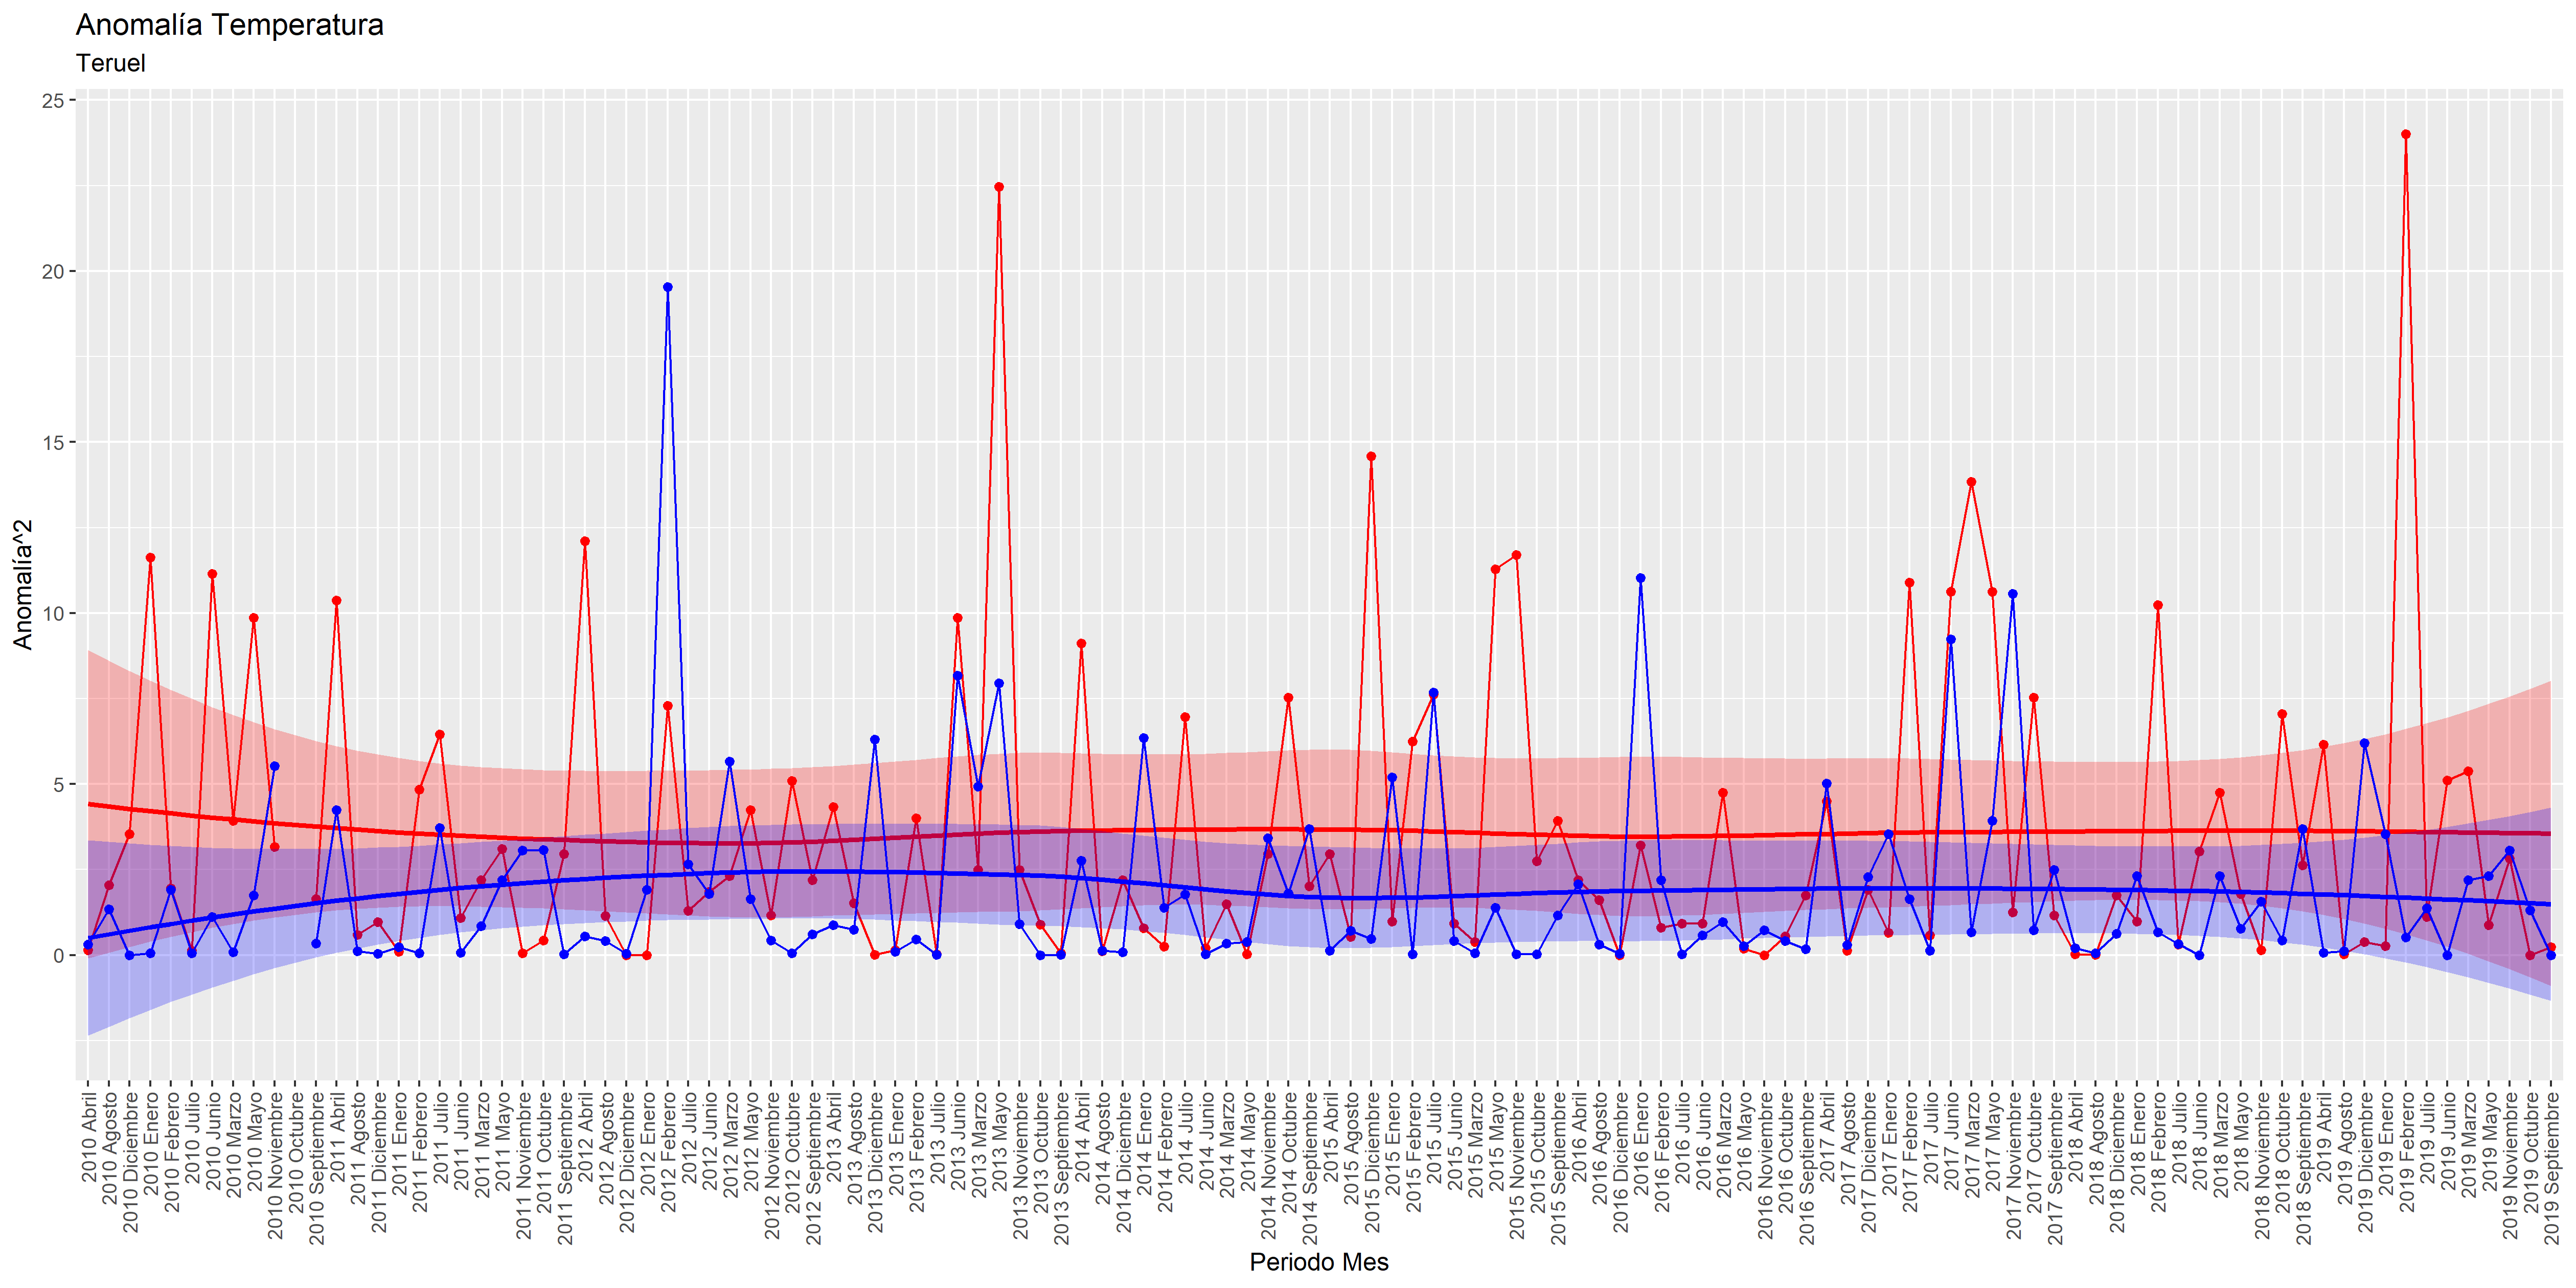 Anomalía Temperatura
Teruel
25
20
15
10
5
0
Anomalía^2
2010 Abril
2010 Agosto
2010 Diciembre
2010 Enero
2010 Febrero
2010 Julio
2010 Junio
2010 Marzo
2010 Mayo
2010 Noviembre
2010 Octubre
2010 Septiembre
2011 Abril
2011 Agosto
2011 Diciembre
2011 Enero
2011 Febrero
2011 Julio
2011 Junio
2011 Marzo
2011 Mayo
2011 Noviembre
2011 Octubre
2011 Septiembre
2012 Abril
2012 Agosto
2012 Diciembre
2012 Enero
2012 Febrero
2012 Julio
2012 Junio
2012 Marzo
2012 Mayo
2012 Noviembre
2012 Octubre
2012 Septiembre
2013 Abril
2013 Agosto
2013 Diciembre
2013 Enero
2013 Febrero
2013 Julio
2013 Junio
2013 Marzo
2013 Mayo
2013 Noviembre
2013 Octubre
2013 Septiembre
2014 Abril
2014 Agosto
2014 Diciembre
2014 Enero
2014 Febrero
2014 Julio
2014 Junio
2014 Marzo
2014 Mayo
2014 Noviembre
2014 Octubre
2014 Septiembre
2015 Abril
2015 Agosto
2015 Diciembre
2015 Enero
2015 Febrero
2015 Julio
2015 Junio
2015 Marzo
2015 Mayo
2015 Noviembre
2015 Octubre
2015 Septiembre
2016 Abril
2016 Agosto
2016 Diciembre
2016 Enero
2016 Febrero
2016 Julio
2016 Junio
2016 Marzo
2016 Mayo
2016 Noviembre
2016 Octubre
2016 Septiembre
2017 Abril
2017 Agosto
2017 Diciembre
2017 Enero
2017 Febrero
2017 Julio
2017 Junio
2017 Marzo
2017 Mayo
2017 Noviembre
2017 Octubre
2017 Septiembre
2018 Abril
2018 Agosto
2018 Diciembre
2018 Enero
2018 Febrero
2018 Julio
2018 Junio
2018 Marzo
2018 Mayo
2018 Noviembre
2018 Octubre
2018 Septiembre
2019 Abril
2019 Agosto
2019 Diciembre
2019 Enero
2019 Febrero
2019 Julio
2019 Junio
2019 Marzo
2019 Mayo
2019 Noviembre
2019 Octubre
2019 Septiembre
Periodo Mes